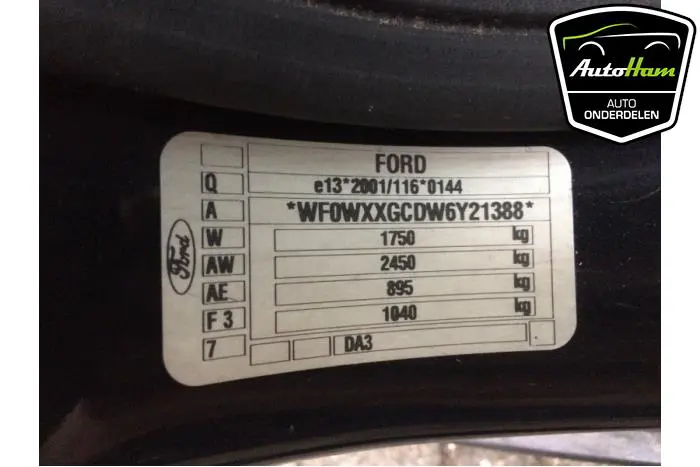 AutoHam
AUTO
ONDERDELEN
FORD
Q e13*2001/116*0144
A *WF0WXXGCDW6Y21388*
W 1750 kg
AW 2450 kg
AE 895 kg
F 3 1040 kg
7 DA3
Ford